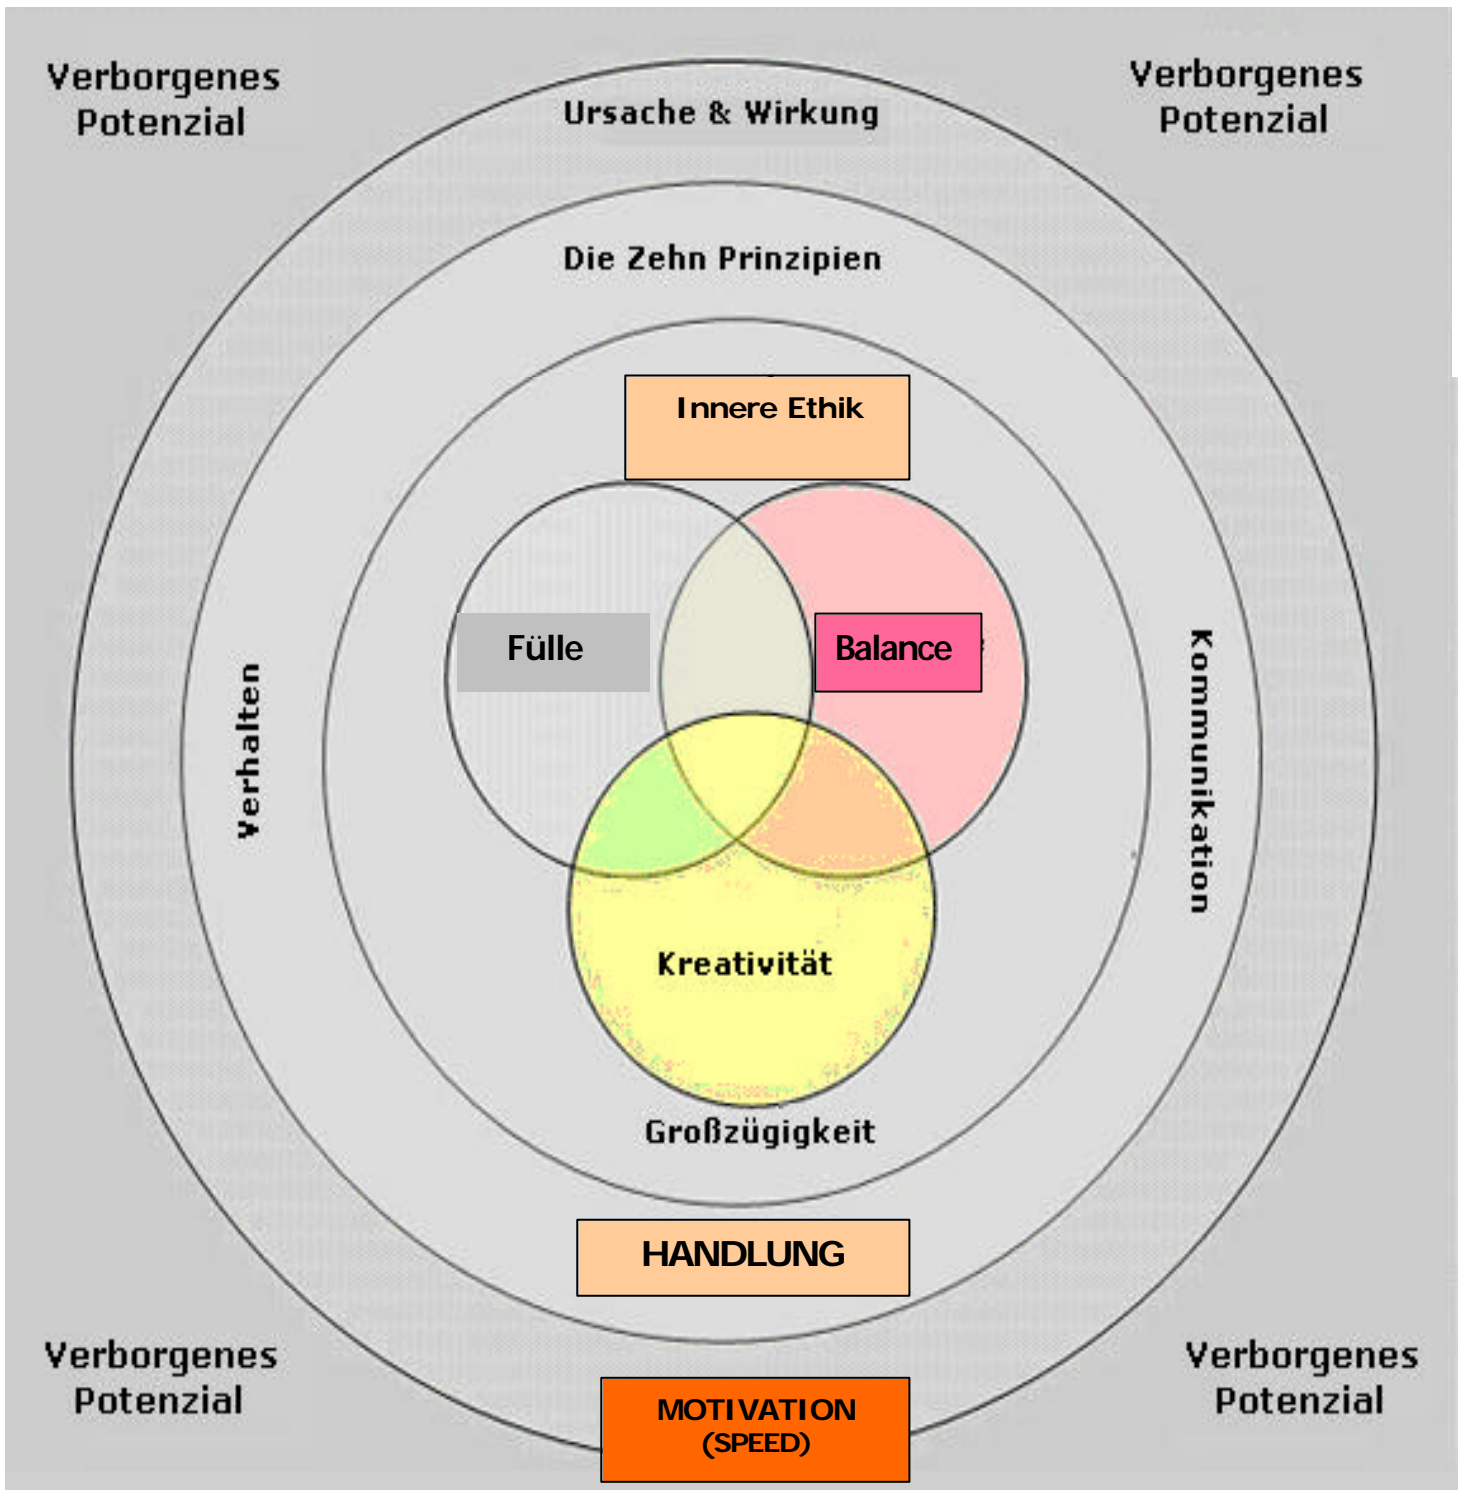 Verborgenes
Potenzial
Verborgenes
Potenzial
Ursache & Wirkung
Die Zehn Prinzipien
Innere Ethik
Fülle
Balance
Verhalten
Kommunikation
Kreativität
Großzügigkeit
HANDLUNG
Verborgenes
Potenzial
Verborgenes
Potenzial
MOTIVATION
(SPEED)